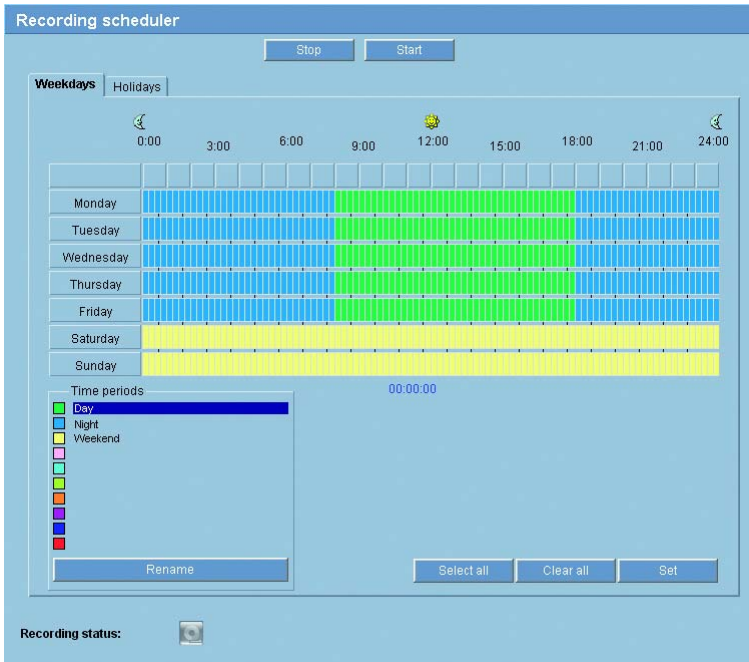 Recording scheduler
Stop Start
Weekdays Holidays
0:00 3:00 6:00 9:00 12:00 15:00 18:00 21:00 24:00
Monday
Tuesday
Wednesday
Thursday
Friday
Saturday
Sunday
Time periods 00:00:00
Day
Night
Weekend
Rename Select all Clear all Set
Recording status: